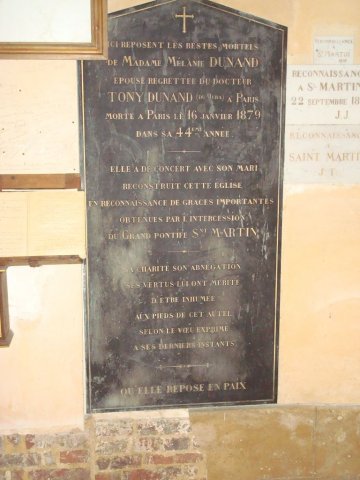 ICI REPOSENT LES RESTES MORTELS
DE MADAME MÉLANIE DUNAND
ÉPOUSE REGRETTÉE DU DOCTEUR
TONY DUNAND À PARIS
MORTE À PARIS LE 16 JANVIER 1879
DANS SA 44ÈME ANNÉE
ELLE A DE CONCERT AVEC SON MARI
RECONSTRUIT CETTE ÉGLISE
EN RECONNAISSANCE DE GRÂCES IMPORTANTES
OBTENUES PAR L'INTERCESSION
DU GRAND PONTIFE ST MARTIN
SA CHARITÉ SON ABNÉGATION
SES VERTUS LUI ONT MÉRITÉ
D'ÊTRE INHUMÉE
AUX PIEDS DE CET AUTEL
SELON LE VŒU EXPRIMÉ
A SES DERNIERS INSTANTS
QU'ELLE REPOSE EN PAIX
RECONNAISSANCE
A ST MARTIN
RECONNAISSANCE
A ST MARTIN
22 SEPTEMBRE 18
J J
RECONNAISSANCE
A
SAINT MARTIN
J T